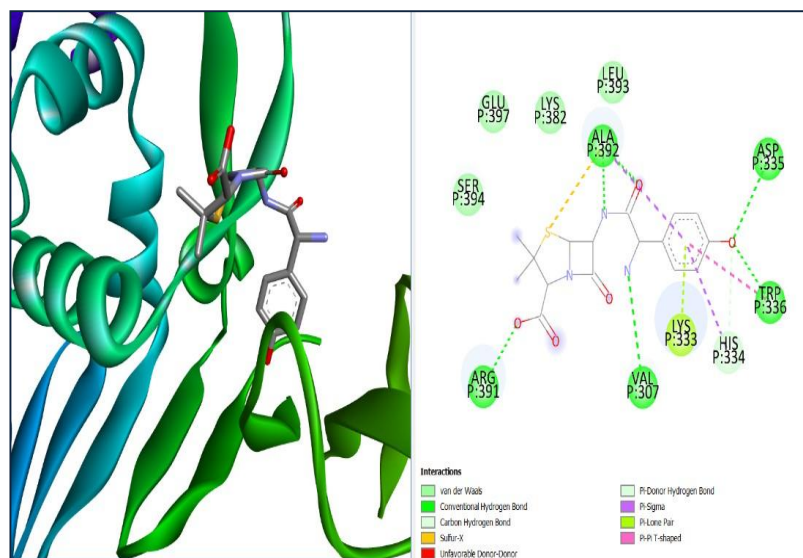 LEU
P:393
GLU
P:397
LYS
P:382
ALA
P:392
ASP
P:335
SER
P:394
O
N
S
O
N
N
O
O
O
TRP
P:336
LYS
P:333
HIS
P:334
ARG
P:391
VAL
P:307
Interactions
van der Waals
Conventional Hydrogen Bond
Carbon Hydrogen Bond
Sulfur-X
Unfavorable Donor-Donor
Pi-Donor Hydrogen Bond
Pi-Sigma
Pi-Lone Pair
Pi-Pi T-shaped